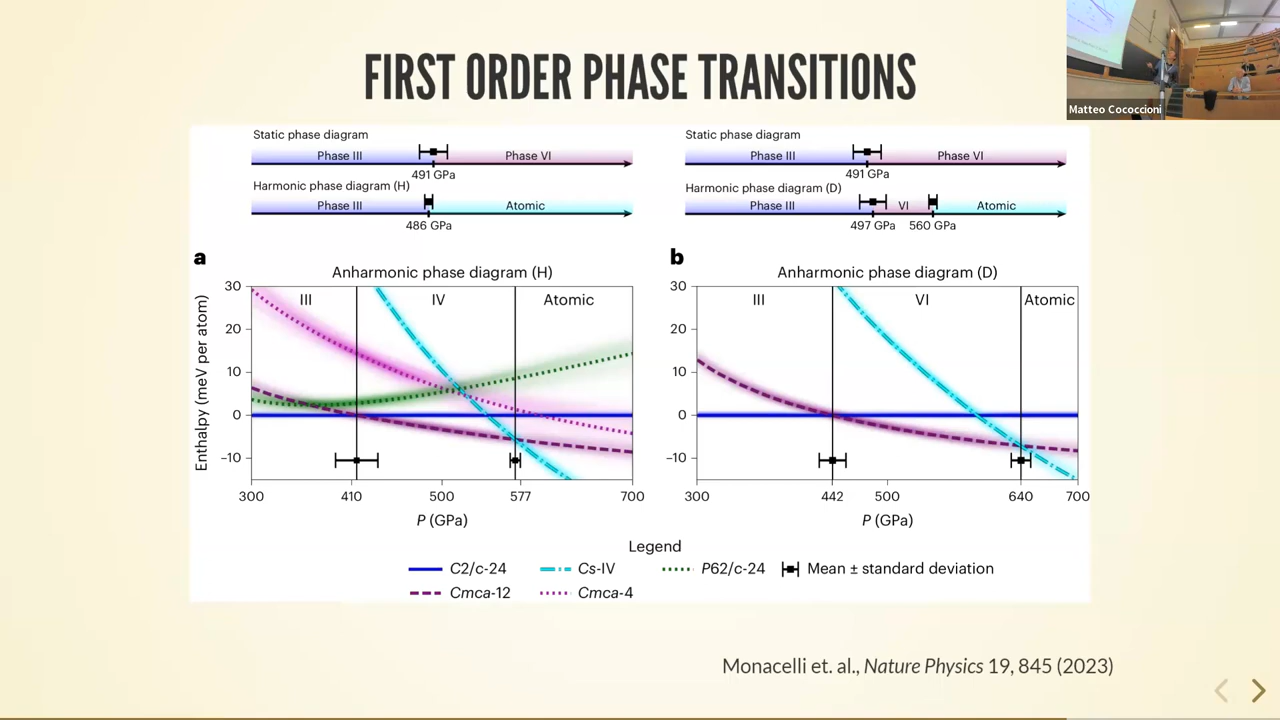 FIRST ORDER PHASE TRANSITIONS
Matteo Cococcioni
Static phase diagram
Phase III
Phase VI
491 GPa
Harmonic phase diagram (H)
Phase III
Atomic
486 GPa
Static phase diagram
Phase III
Phase VI
491 GPa
Harmonic phase diagram (D)
Phase III
VI
Atomic
497 GPa
560 GPa
a
Anharmonic phase diagram (H)
III
IV
Atomic
Enthalpy (meV per atom)
30
20
10
0
–10
300
410
500
577
700
P (GPa)
b
Anharmonic phase diagram (D)
III
VI
Atomic
30
20
10
0
–10
300
442
500
640
700
P (GPa)
Legend
C2/c-24
Cs-IV
P62/c-24
Mean ± standard deviation
Cmca-12
Cmca-4
Monacelli et. al., Nature Physics 19, 845 (2023)